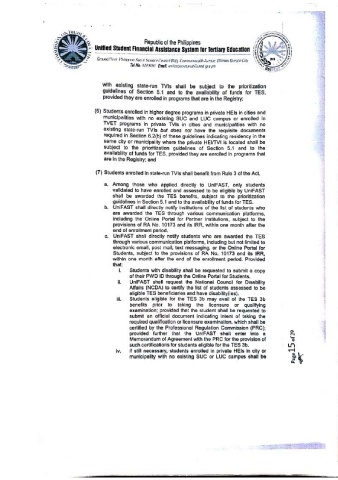 Republic of the Philippines
Unified Student Financial Assistance System for Tertiary Education
with existing state-run TVIs shall be subject to the prioritization
guidelines of Section 5.1 and to the availability of funds for TES,
provided they are enrolled in programs that are in the Registry;
(6) Students enrolled in higher degree programs in private HEIs in cities and
municipalities with no existing SUC and LUC campus or enrolled in
TVET programs in private TVIs in cities and municipalities with no
existing state-run TVIs but does not have the requisite documents
required in Section 6.2(5) of these guidelines indicating residency in the
same city or municipality where the private HEI/TVI is located shall be
subject to the prioritization guidelines of Section 5.1 and to the
availability of funds for TES, provided they are enrolled in programs that
are in the Registry; and
(7) Students enrolled in state-run TVIs shall benefit from Rule 3 of the Act.
a. Among those who applied directly to UniFAST, only students
validated to have enrolled and assessed to be eligible by UniFAST
shall be awarded the TES benefits, subject to the prioritization
guidelines in Section 5.1 and to the availability of funds for TES.
b. UniFAST shall directly notify institutions of the list of students who
are awarded the TES through various communication platforms,
including the Online Portal for Partner Institutions, subject to the
provisions of RA No. 10173 and its IRR, within one month after the
end of enrollment period.
c. UniFAST shall directly notify students who are awarded the TES
through various communication platforms, including but not limited to
electronic email, post mail, text messaging, or the Online Portal for
Students, subject to the provisions of RA No. 10173 and its IRR,
within one month after the end of the enrollment period. Provided
that:
i. Students with disability shall be requested to submit a copy
of their PWD ID through the Online Portal for Students.
ii. UniFAST shall request the National Council for Disability
Affairs (NCDA) to certify the list of students assessed to be
eligible TES beneficiaries and have disability(ies).
iii. Students eligible for the TES 3b may avail of the TES 3b
benefits prior to taking the licensure or qualifying
examination; provided that the student shall be requested to
submit an official document indicating intent of taking the
required qualification or licensure examination, which shall be
certified by the Professional Regulation Commission (PRC);
provided further that the UniFAST shall enter into a
Memorandum of Agreement with the PRC for the provision of
such certifications for students eligible for the TES 3b.
iv. If still necessary, students enrolled in private HEIs in city or
municipality with no existing SUC or LUC campus shall be
Page 15 of 29